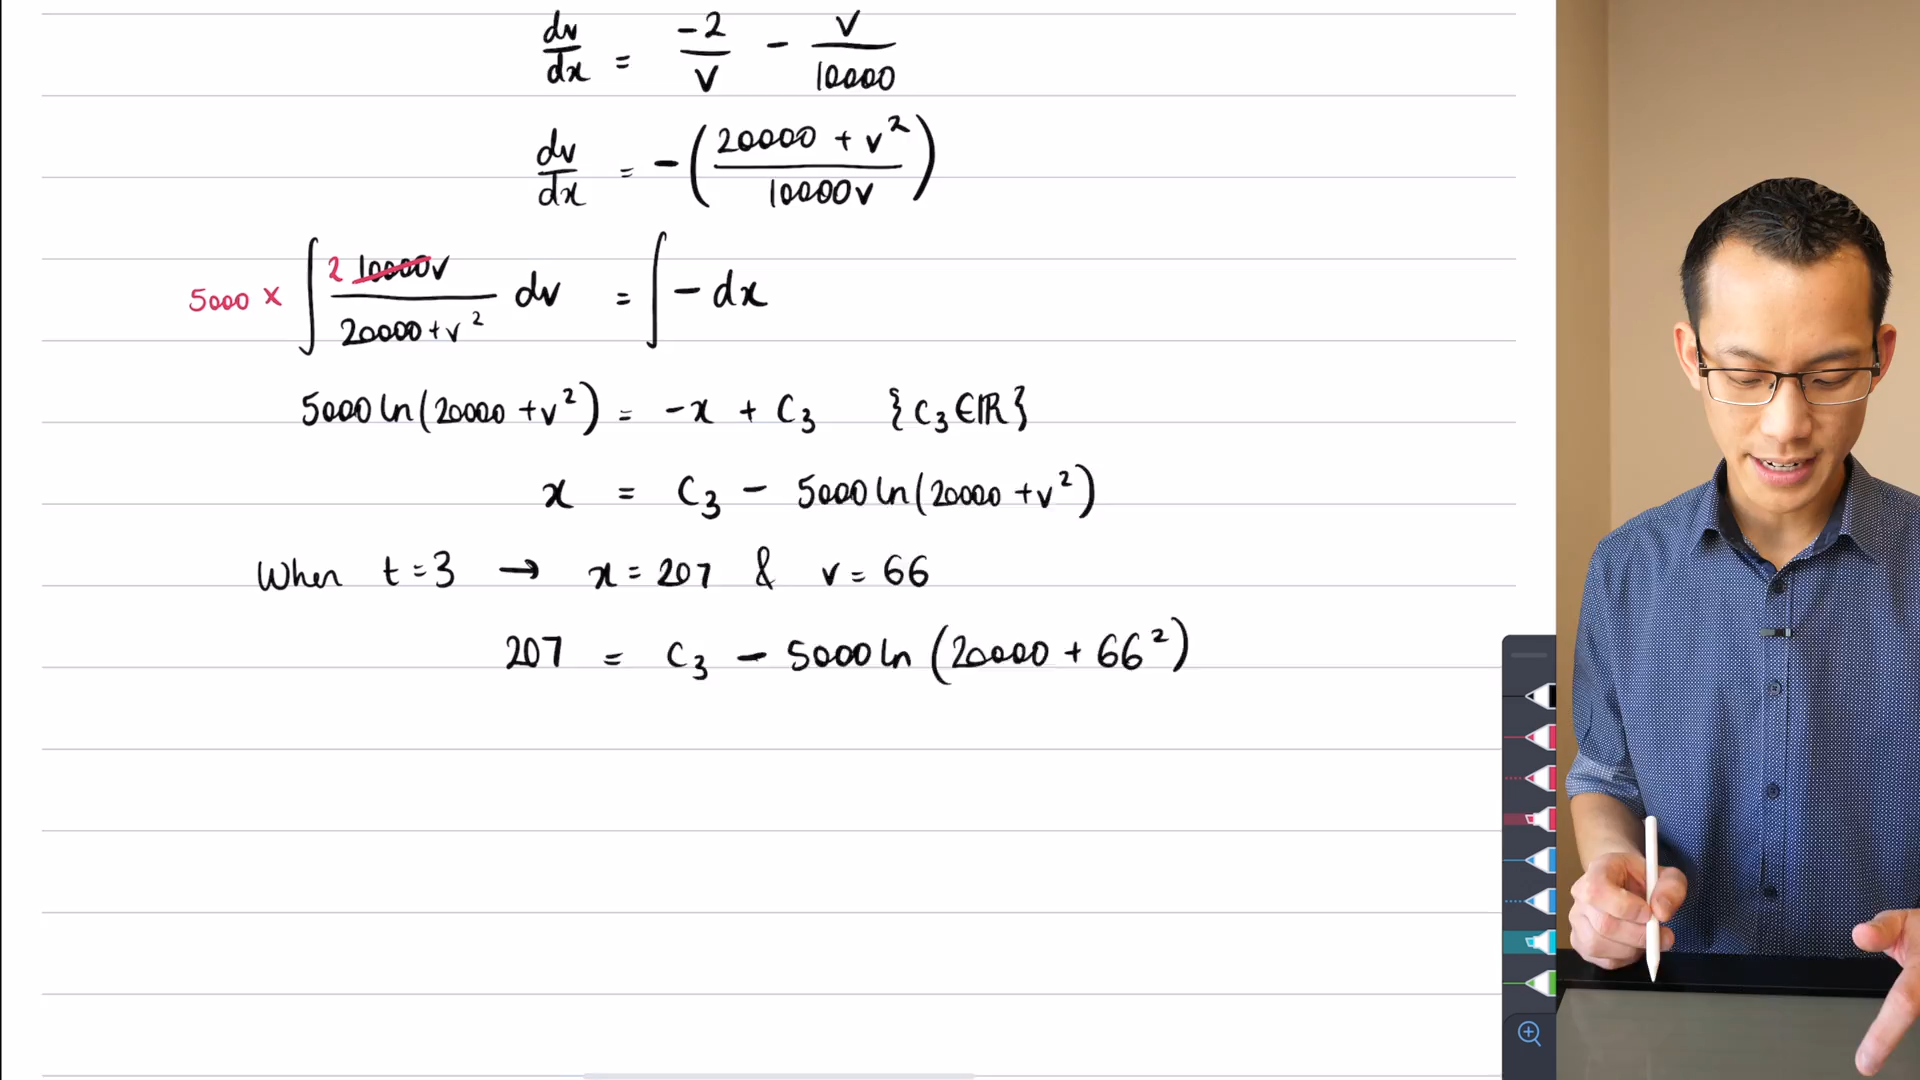 dv/dx = -2/v - v/10000
dv/dx = -(20000 + v²/10000v)
5000 × ∫ 2 10000v/20000+v² dv = ∫ - dx
5000 ln(20000 +v²) = -x + C₃ {C₃∈ℝ}
x = C₃ - 5000 ln(20000 +v²)
When t=3 → x = 207 & v = 66
207 = C₃ - 5000 ln (20000 + 66²)